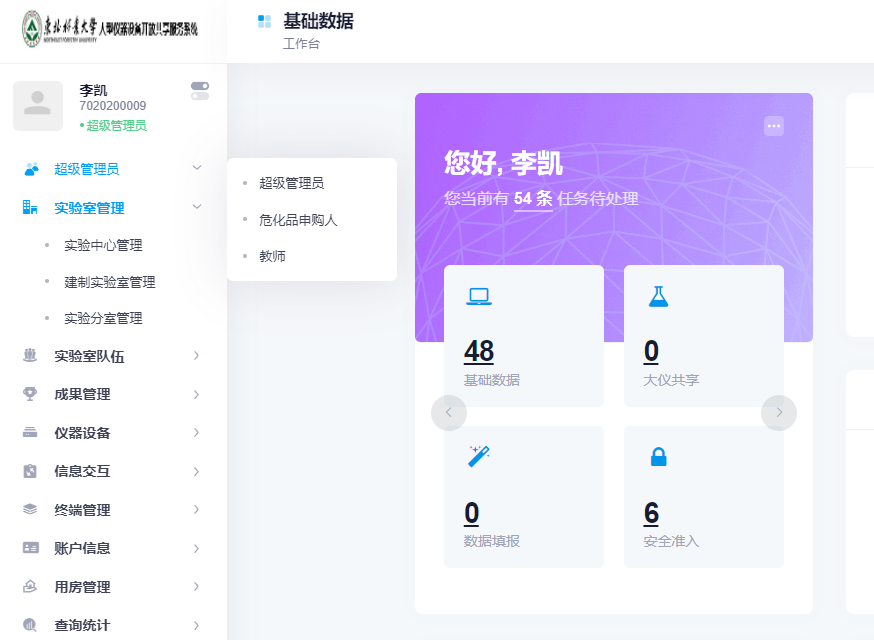 東北林業大學 大型仪器设备开放共享服务系统
NORTHEAST FORESTRY UNIVERSITY
基础数据
工作台
李凯
7020200009
超级管理员
超级管理员
实验室管理
实验中心管理
建制实验室管理
实验分室管理
实验室队伍
成果管理
仪器设备
信息交互
终端管理
账户信息
用房管理
查询统计
超级管理员
危化品申购人
教师
您好, 李凯
您当前有 54 条 任务待处理
48
基础数据
0
大仪共享
0
数据填报
6
安全准入